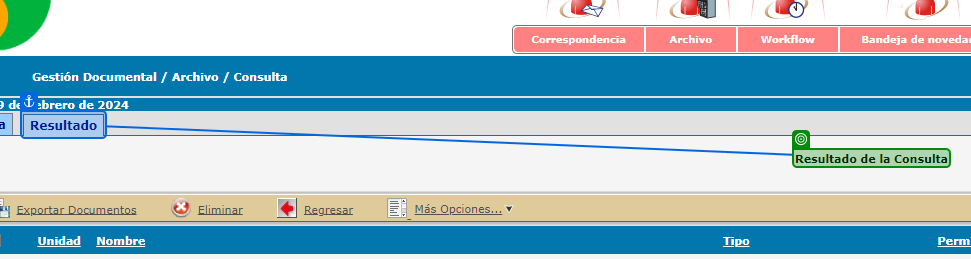 Correspondencia Archivo Workflow Bandeja de noveda
Gestión Documental / Archivo / Consulta
9 de ebrero de 2024
a Resultado
Resultado de la Consulta
Exportar Documentos Eliminar Regresar Más Opciones...
Unidad Nombre Tipo Perm